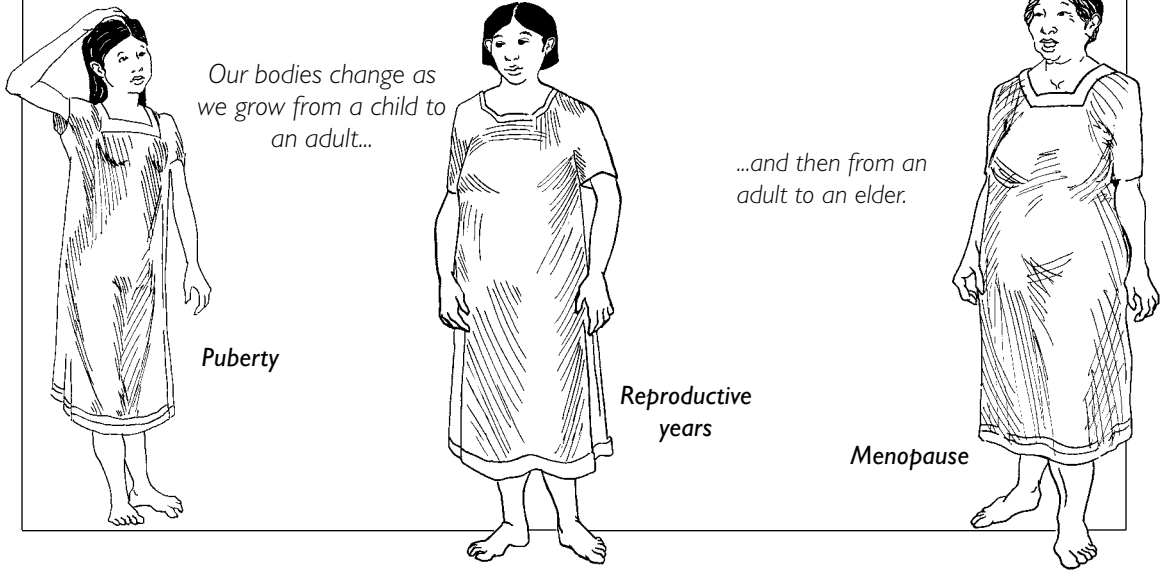 Our bodies change as
we grow from a child to
an adult...
...and then from an
adult to an elder.
Puberty
Reproductive
years
Menopause